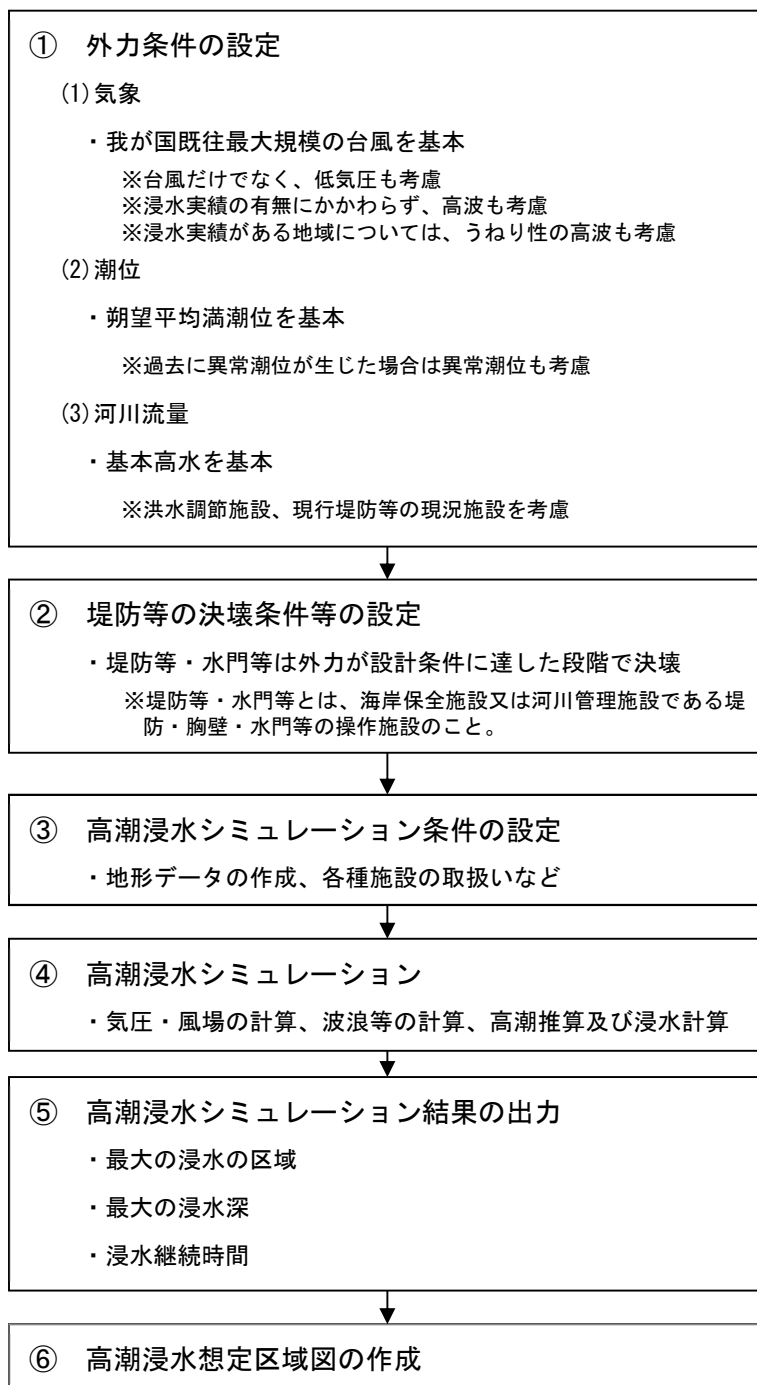 ① 外力条件の設定
(1)気象
・我が国既往最大規模の台風を基本
※台風だけでなく、低気圧も考慮
※浸水実績の有無にかかわらず、高波も考慮
※浸水実績がある地域については、うねり性の高波も考慮
(2)潮位
・朔望平均満潮位を基本
※過去に異常潮位が生じた場合は異常潮位も考慮
(3)河川流量
・基本高水を基本
※洪水調節施設、現行堤防等の現況施設を考慮
② 堤防等の決壊条件等の設定
・堤防等・水門等は外力が設計条件に達した段階で決壊
※堤防等・水門等とは、海岸保全施設又は河川管理施設である堤
防・胸壁・水門等の操作施設のこと。
③ 高潮浸水シミュレーション条件の設定
・地形データの作成、各種施設の取扱いなど
④ 高潮浸水シミュレーション
・気圧・風場の計算、波浪等の計算、高潮推算及び浸水計算
⑤ 高潮浸水シミュレーション結果の出力
・最大の浸水の区域
・最大の浸水深
・浸水継続時間
⑥ 高潮浸水想定区域図の作成